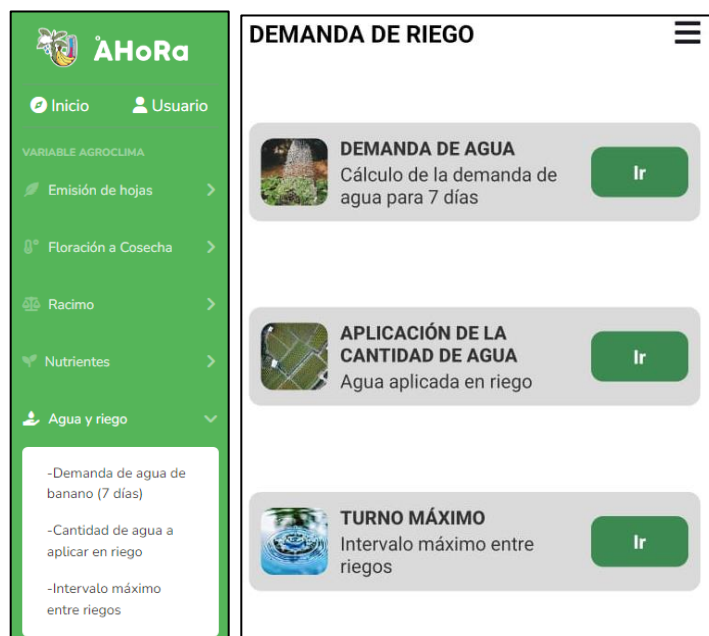 ÅHoRa
Inicio
Usuario
VARIABLE AGROCLIMA
Emisión de hojas
Floración a Cosecha
Racimo
Nutrientes
Agua y riego
-Demanda de agua de
banano (7 días)
-Cantidad de agua a
aplicar en riego
-Intervalo máximo
entre riegos
DEMANDA DE RIEGO
DEMANDA DE AGUA
Cálculo de la demanda de
agua para 7 días
Ir
APLICACIÓN DE LA
CANTIDAD DE AGUA
Agua aplicada en riego
Ir
TURNO MÁXIMO
Intervalo máximo entre
riegos
Ir